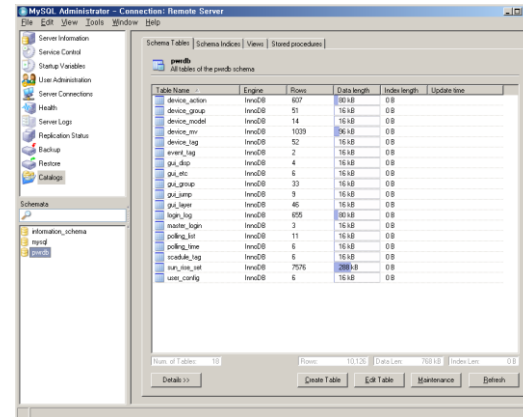 MySQL Administrator - Connection: Remote Server
File Edit View Tools Window Help
Server Information
Service Control
Startup Variables
User Administration
Server Connections
Health
Server Logs
Replication Status
Backup
Restore
Catalogs
Schemata
information_schema
mysql
pwrdb
Schema Tables Schema Indices Views Stored procedures
pwrdb
All tables of the pwrdb schema
Table Name Engine Rows Data length Index length Update time
device_action InnoDB 607 80 kB 0 B
device_group InnoDB 51 16 kB 0 B
device_model InnoDB 14 16 kB 0 B
device_mv InnoDB 1039 96 kB 0 B
device_tag InnoDB 52 16 kB 0 B
event_tag InnoDB 2 16 kB 0 B
gui_disp InnoDB 4 16 kB 0 B
gui_etc InnoDB 6 16 kB 0 B
gui_group InnoDB 33 16 kB 0 B
gui_iump InnoDB 9 16 kB 0 B
gui_layer InnoDB 46 16 kB 0 B
login_log InnoDB 655 80 kB 0 B
master_login InnoDB 3 16 kB 0 B
polling_list InnoDB 11 16 kB 0 B
polling_time InnoDB 6 16 kB 0 B
scadule_tag InnoDB 6 16 kB 0 B
sun_rise_set InnoDB 7576 288 kB 0 B
user_config InnoDB 6 16 kB 0 B
Num. of Tables: 18 Rows: 10,126 Data Len: 768 kB Index Len: 0 B
Details >> Create Table Edit Table Maintenance Refresh